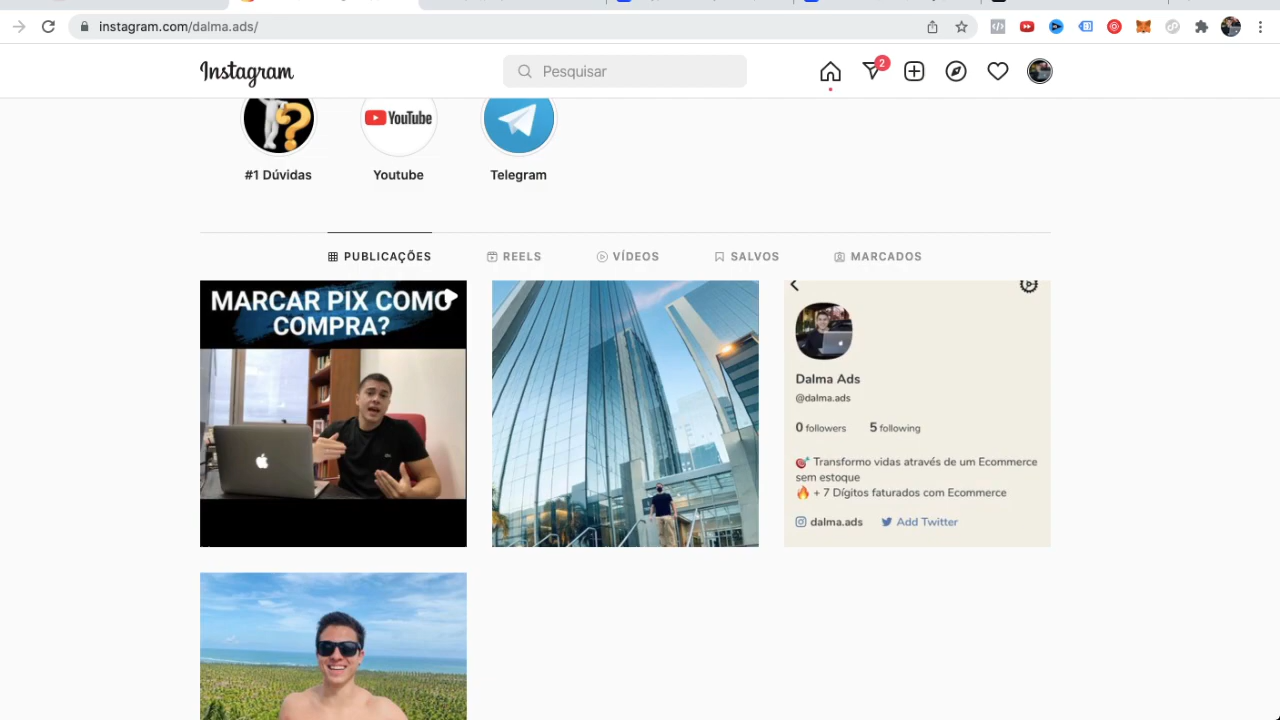 instagram.com/dalma.ads/
Instagram
Pesquisar
2
YouTube
#1 Dúvidas
Youtube
Telegram
PUBLICAÇÕES
REELS
VÍDEOS
SALVOS
MARCADOS
MARCAR PIX COMO
COMPRA?
Dalma Ads
@dalma.ads
0 followers
5 following
Transformo vidas através de um Ecommerce
sem estoque
+ 7 Dígitos faturados com Ecommerce
dalma.ads
Add Twitter